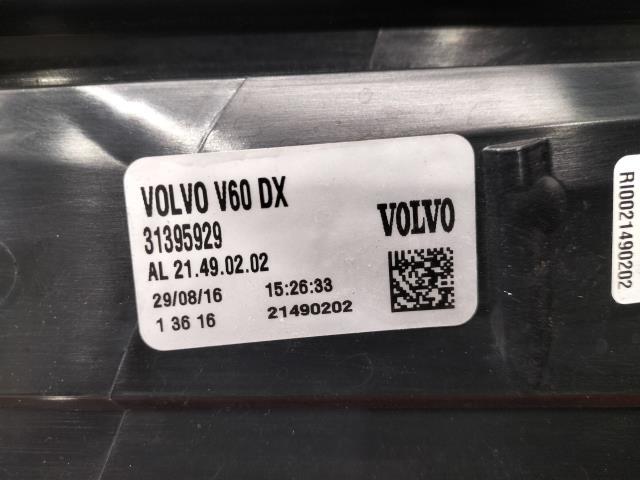 VOLVO V60 DX
31395929
VOLVO
AL 21.49.02.02
29/08/16 15:26:33
1 36 16 21490202
RI0021490202